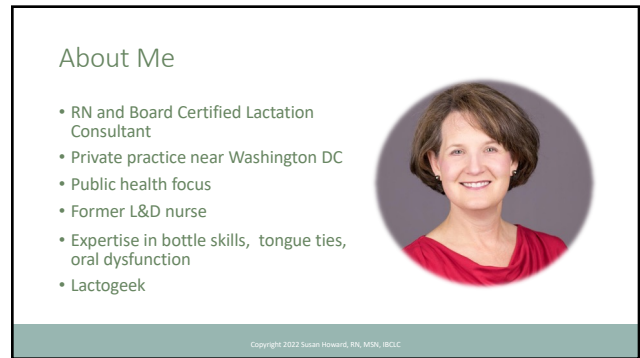 About Me
• RN and Board Certified Lactation
Consultant
• Private practice near Washington DC
• Public health focus
• Former L&D nurse
• Expertise in bottle skills,  tongue ties,
oral dysfunction
• Lactogeek
Copyright 2022 Susan Howard, RN, MSN, IBCLC